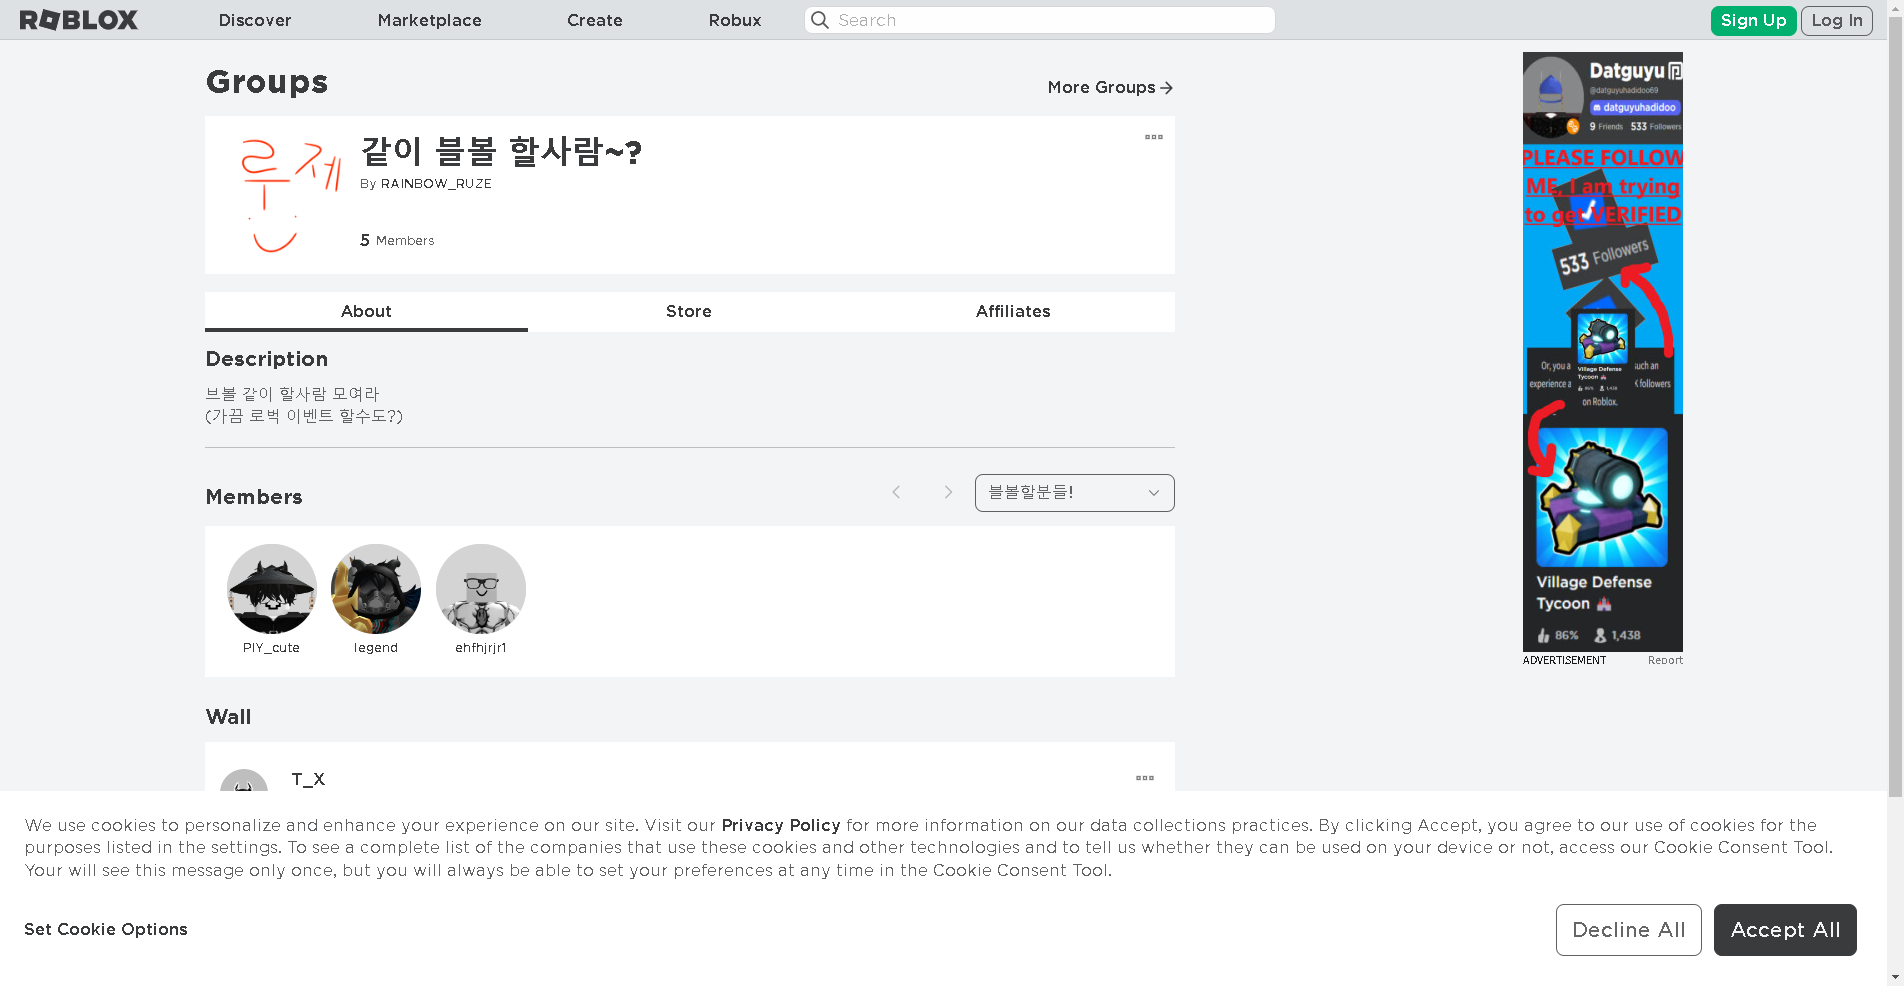 ROBLOX
Discover
Marketplace
Create
Robux
Search
Sign Up
Log In
Groups
More Groups
루제
같이 블볼 할사람~?
By RAINBOW_RUZE
5 Members
About
Store
Affiliates
Description
브볼 같이 할사람 모여라
(가끔 로벅 이벤트 할수도?)
Members
블볼할분들!
PIY_cute
legend
ehfhjrjr1
Wall
T_X
Datguyu
@datguyuhadidoo69
datguyuhadidoo
9 Friends 533 Followers
PLEASE FOLLOW
ME, I am trying
to get VERIFIED
533 Followers
Or, you a
such an
experience a
followers
on Roblox.
Village Defense
Tycoon
86% 1,438
Village Defense
Tycoon
86% 1,438
ADVERTISEMENT
Report
We use cookies to personalize and enhance your experience on our site. Visit our Privacy Policy for more information on our data collections practices. By clicking Accept, you agree to our use of cookies for the
purposes listed in the settings. To see a complete list of the companies that use these cookies and other technologies and to tell us whether they can be used on your device or not, access our Cookie Consent Tool.
Your will see this message only once, but you will always be able to set your preferences at any time in the Cookie Consent Tool.
Set Cookie Options
Decline All
Accept All